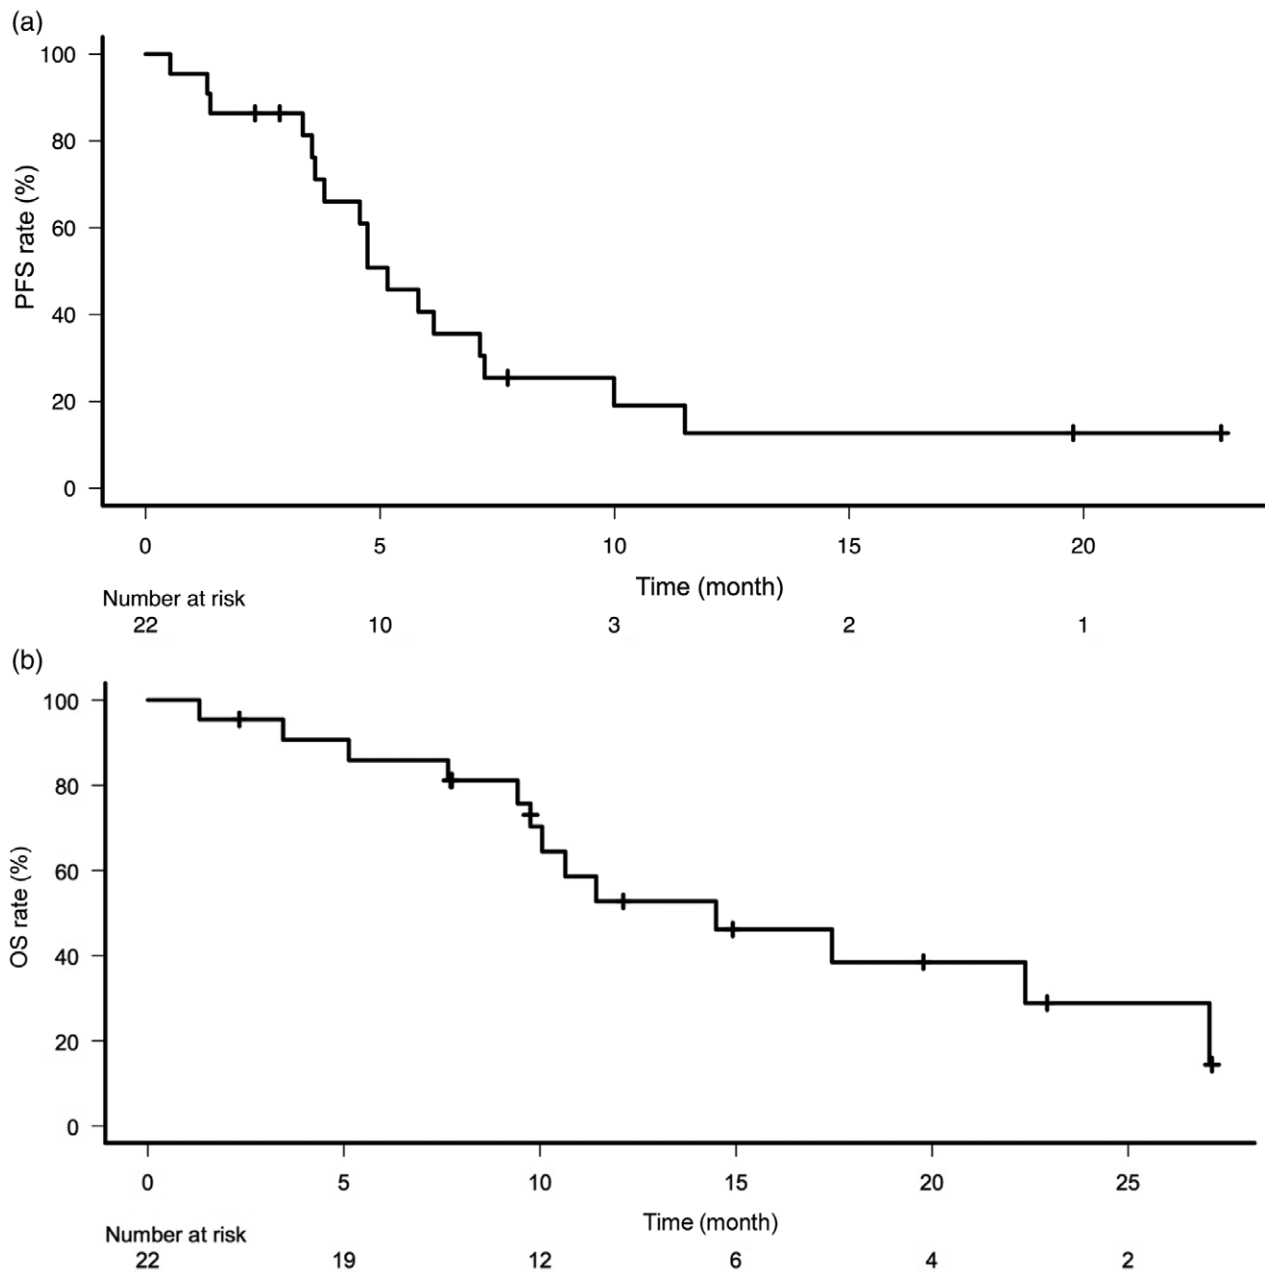 (a)
PFS rate (%)
100
80
60
40
20
0
0 5 10 15 20
Time (month)
Number at risk
22 10 3 2 1
(b)
OS rate (%)
100
80
60
40
20
0
0 5 10 15 20 25
Time (month)
Number at risk
22 19 12 6 4 2